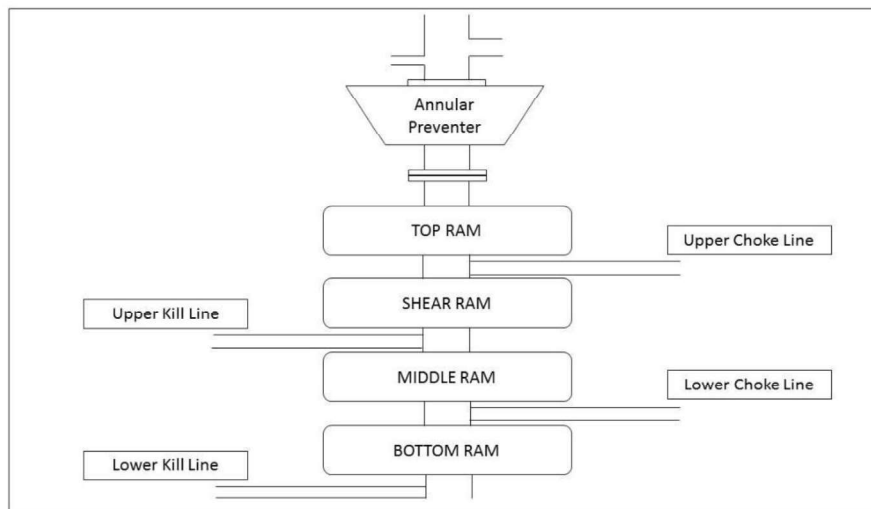 Annular
Preventer
TOP RAM
Upper Choke Line
SHEAR RAM
Upper Kill Line
MIDDLE RAM
Lower Choke Line
BOTTOM RAM
Lower Kill Line